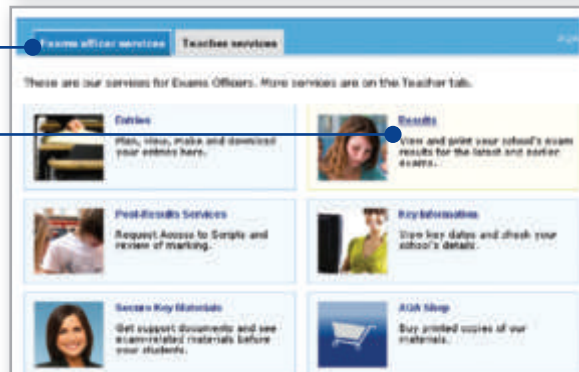 Exams officer services
Teacher services
These are our services for Exams Officers. More services are on the Teacher tab.
Entries
Plan, view, make and download
your entries here.
Results
View and print your school's exam
results for the latest and earlier
exams.
Post-Results Services
Request Access to Scripts and
review of marking.
Key Information
View key dates and check your
school's details.
Secure Key Materials
Get support documents and see
exam-related materials before
your students.
AQA Shop
Buy printed copies of our
materials.